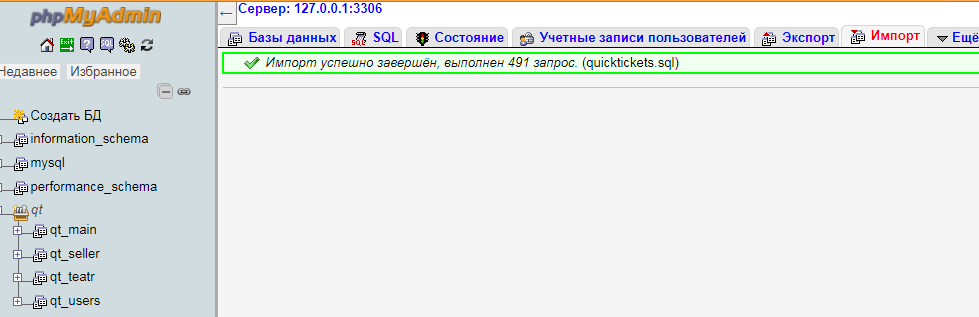 phpMyAdmin
Недавнее Избранное
Создать БД
information_schema
mysql
performance_schema
qt
qt_main
qt_seller
qt_teatr
qt_users
Сервер: 127.0.0.1:3306
Базы данных SQL Состояние Учетные записи пользователей Экспорт Импорт Ещё
Импорт успешно завершён, выполнен 491 запрос. (quicktickets.sql)